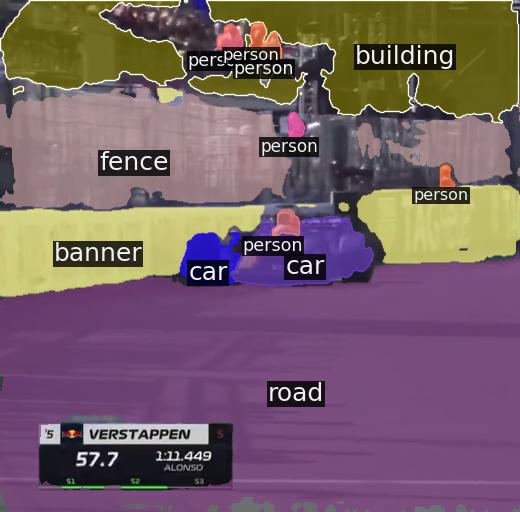 building
person
person
person
person
fence
person
banner
person
car
car
road
'5 VERSTAPPEN 5
57.7 1:11.449
ALONSO
S1 S2 S3